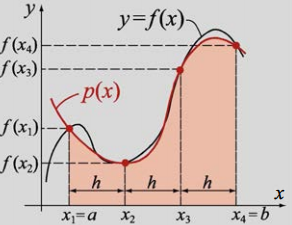 y
y=f(x)
f(x₄)
f(x₃)
p(x)
f(x₁)
f(x₂)
h h h
x
x₁=a x₂ x₃ x₄=b